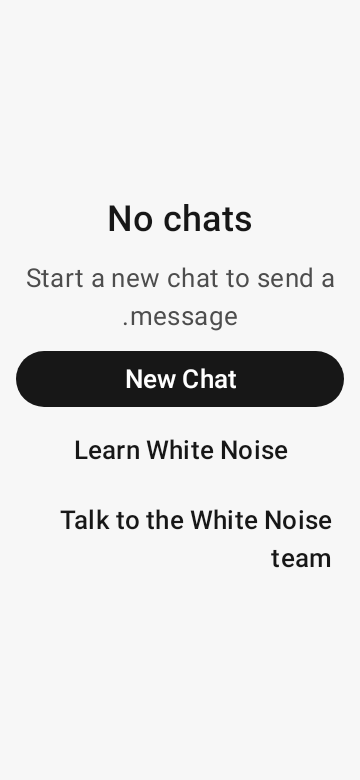 No chats
Start a new chat to send a
.message
New Chat
Learn White Noise
Talk to the White Noise
team